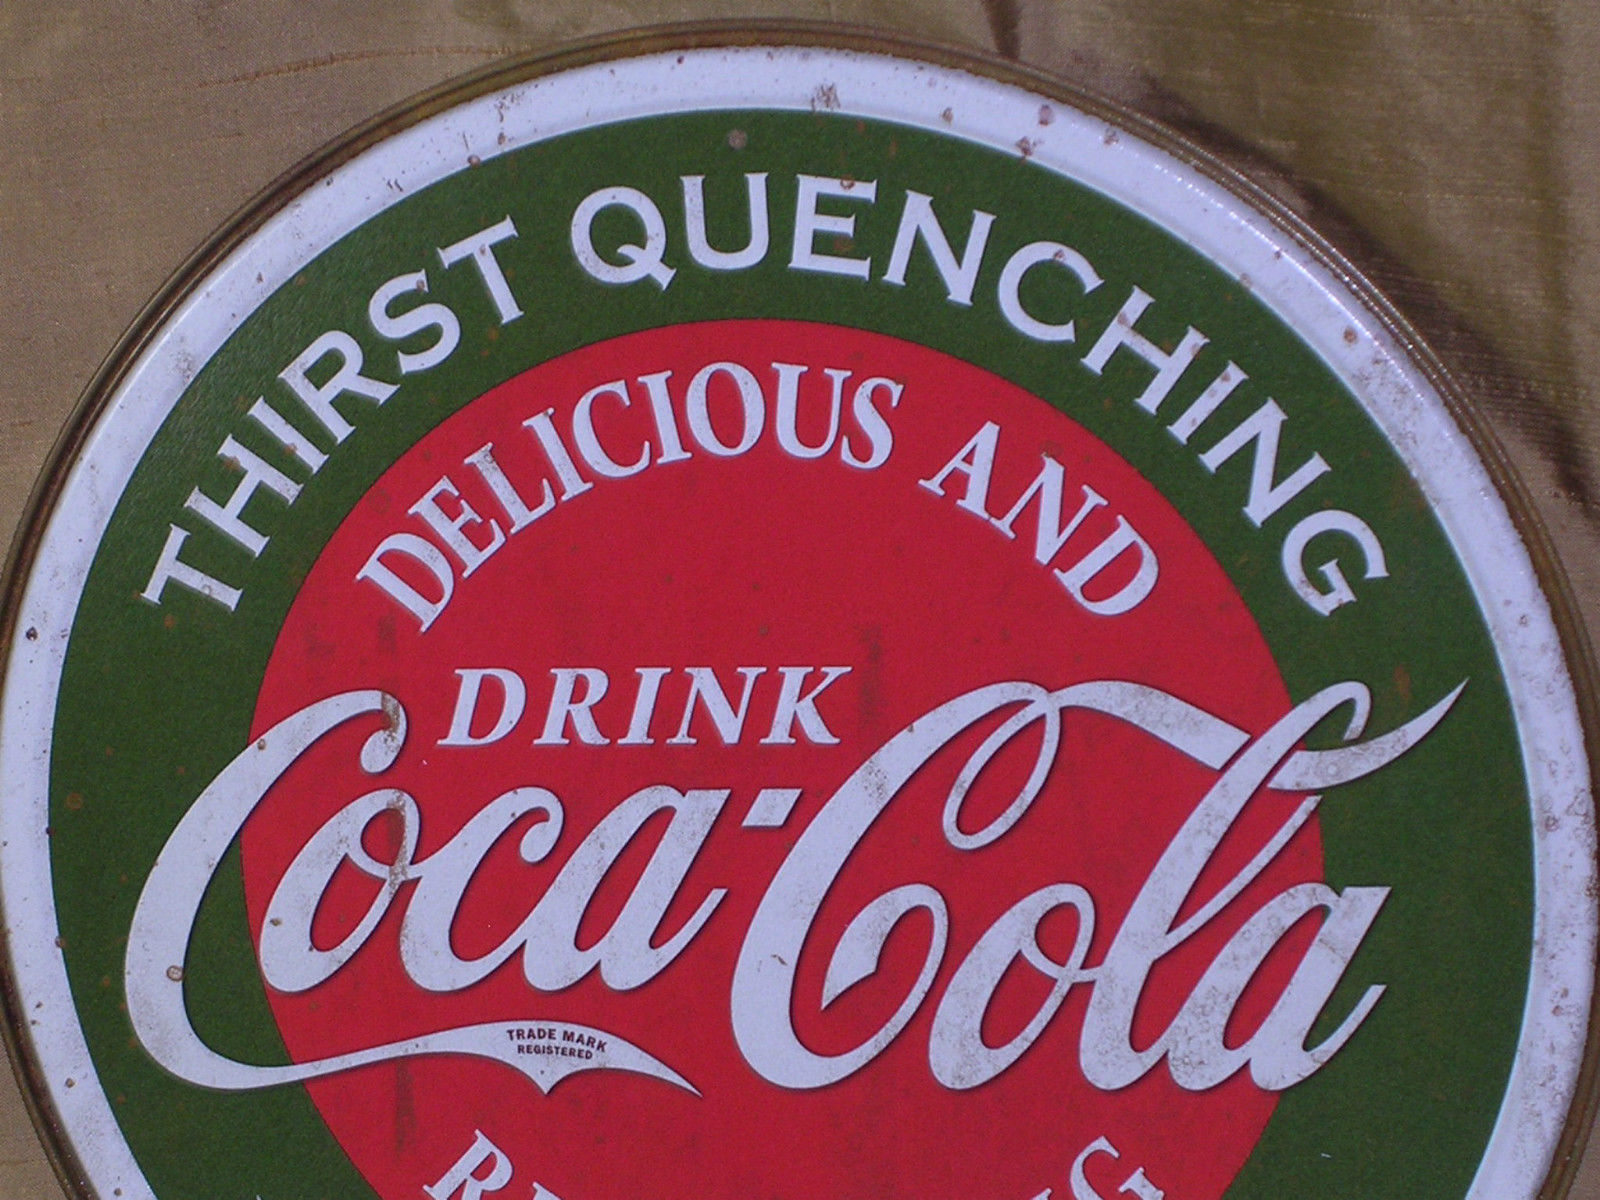 THIRST QUENCHING
DELICIOUS AND
DRINK
Coca-Cola
TRADE MARK
REGISTERED